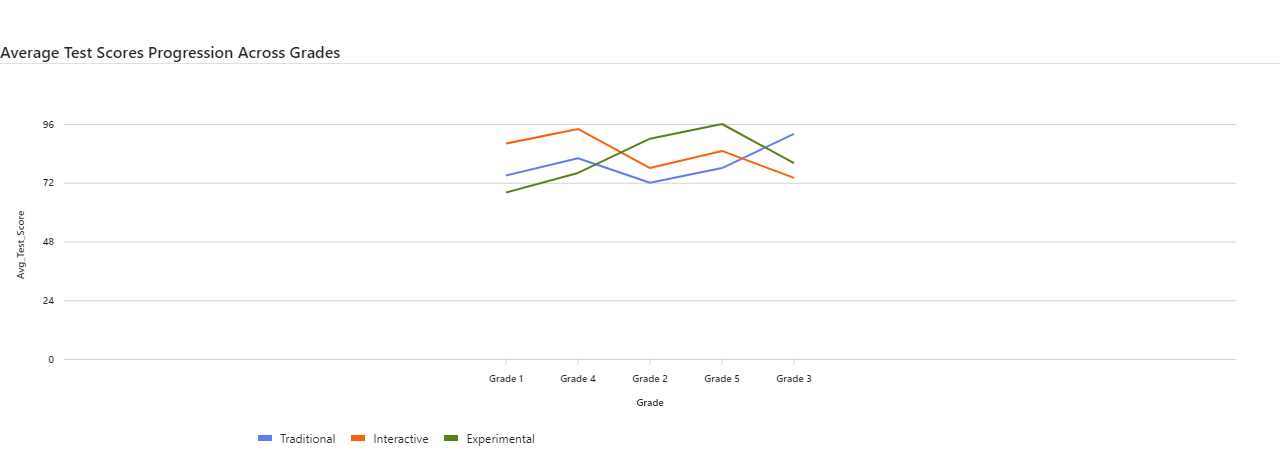 Average Test Scores Progression Across Grades
96
72
48
24
0
Avg_Test_Score
Grade 1 Grade 4 Grade 2 Grade 5 Grade 3
Grade
Traditional Interactive Experimental